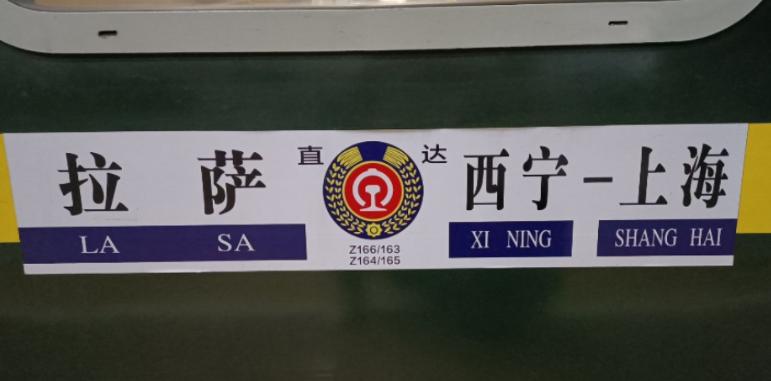 拉 萨 直 达 西宁-上海
LA SA XI NING SHANG HAI
Z166/163
Z164/165